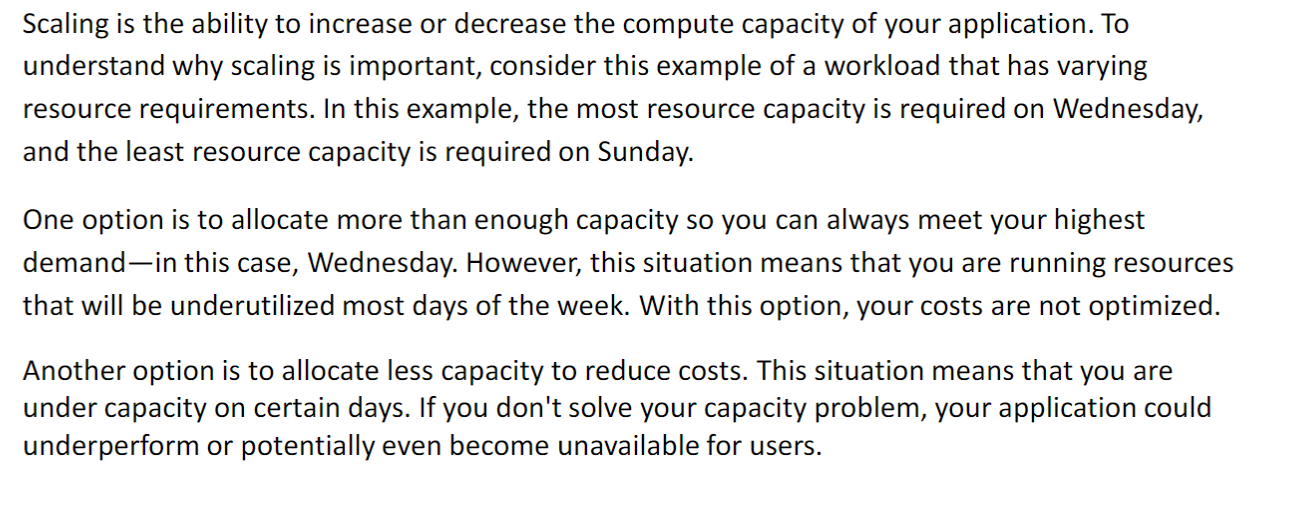 Scaling is the ability to increase or decrease the compute capacity of your application. To
understand why scaling is important, consider this example of a workload that has varying
resource requirements. In this example, the most resource capacity is required on Wednesday,
and the least resource capacity is required on Sunday.
One option is to allocate more than enough capacity so you can always meet your highest
demand—in this case, Wednesday. However, this situation means that you are running resources
that will be underutilized most days of the week. With this option, your costs are not optimized.
Another option is to allocate less capacity to reduce costs. This situation means that you are
under capacity on certain days. If you don't solve your capacity problem, your application could
underperform or potentially even become unavailable for users.